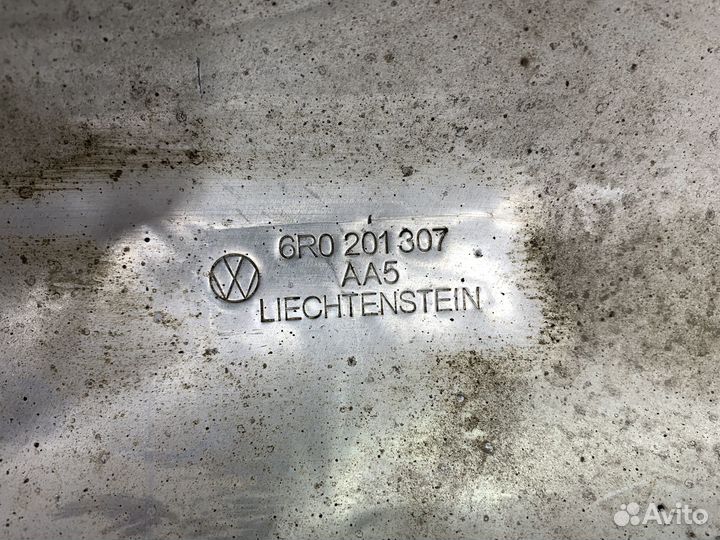 6R0 201 307
AA5
LIECHTENSTEIN
Avito